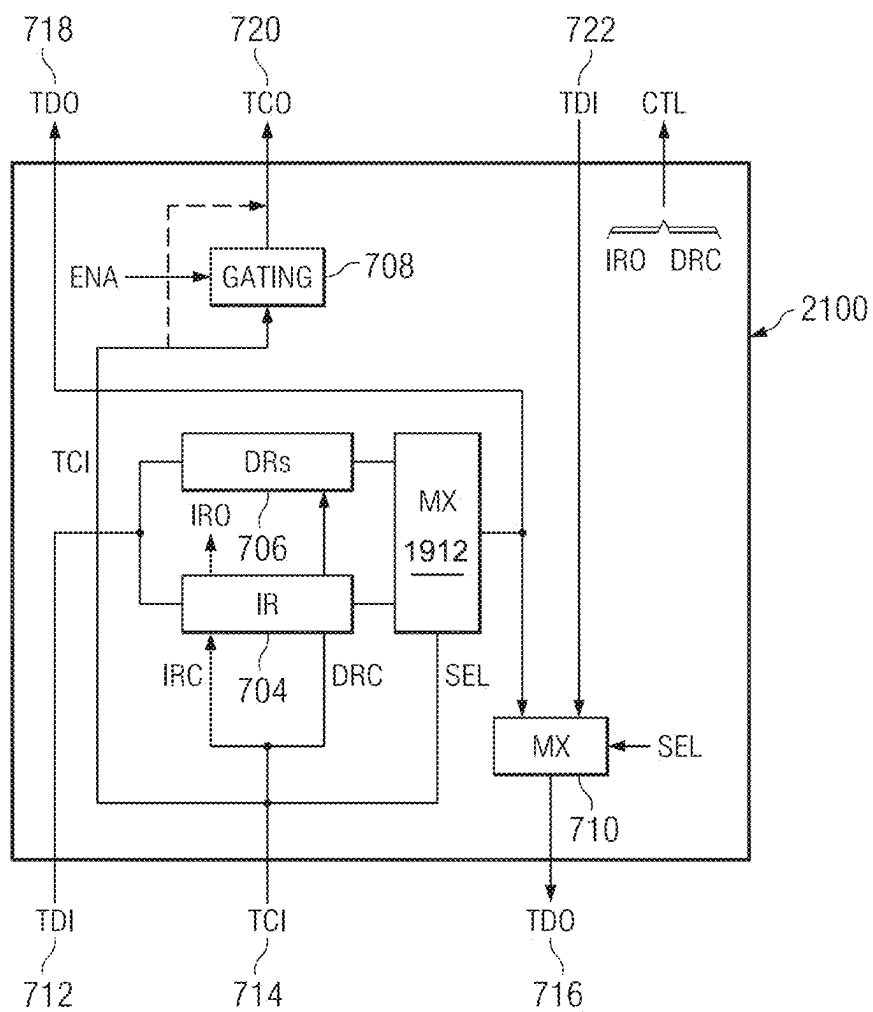 718 720 722
TDO TCO TDI CTL
IRO DRC
ENA GATING 708
2100
TCI DRs MX
IRO 706 1912
IR
IRC 704 DRC SEL
MX SEL
710
TDI TCI TDO
712 714 716